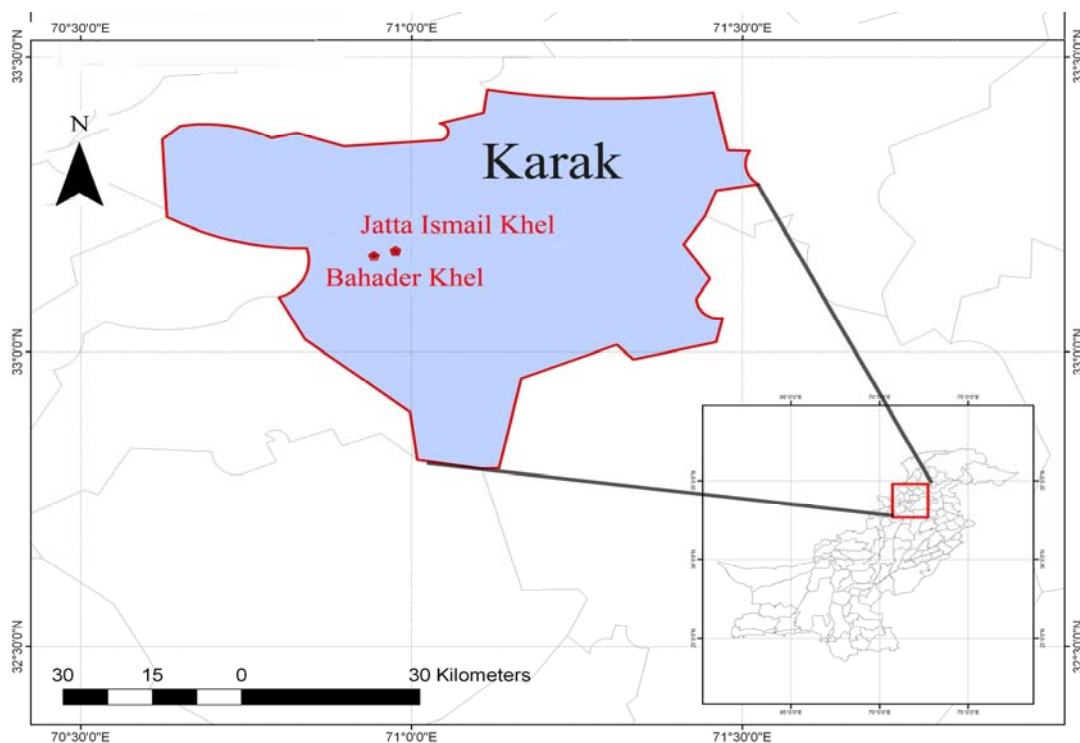 70°30'0"E 71°0'0"E 71°30'0"E
33°30'0"N 33°30'0"N
N
Karak
Jatta Ismail Khel
Bahader Khel
33°0'0"N 33°0'0"N
32°30'0"N 32°30'0"N
30 15 0 30 Kilometers
70°30'0"E 71°0'0"E 71°30'0"E